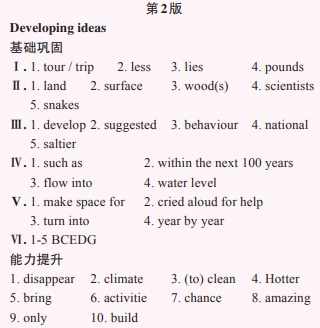 第2版
Developing ideas
基础巩固
Ⅰ. 1. tour / trip 2. less 3. lies 4. pounds
Ⅱ. 1. land 2. surface 3. wood(s) 4. scientists
5. snakes
Ⅲ. 1. develop 2. suggested 3. behaviour 4. national
5. saltier
Ⅳ. 1. such as 2. within the next 100 years
3. flow into 4. water level
Ⅴ. 1. make space for 2. cried aloud for help
3. turn into 4. year by year
Ⅵ. 1-5 BCEDG
能力提升
1. disappear 2. climate 3. (to) clean 4. Hotter
5. bring 6. activitie 7. chance 8. amazing
9. only 10. build